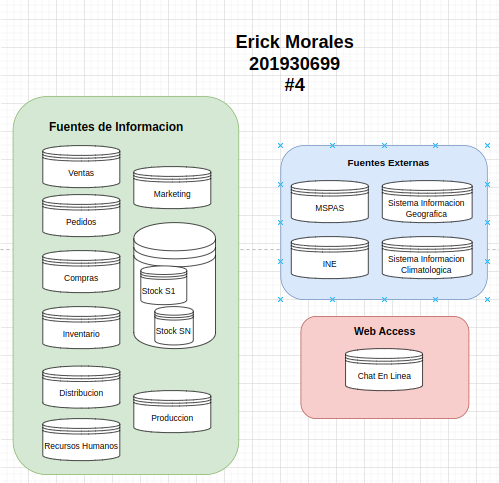 Erick Morales
201930699
#4
Fuentes de Informacion
Ventas
Marketing
Pedidos
Compras
Stock S1
Stock SN
Inventario
Distribucion
Produccion
Recursos Humanos
Fuentes Externas
MSPAS
Sistema Informacion
Geografica
INE
Sistema Informacion
Climatologica
Web Access
Chat En Linea